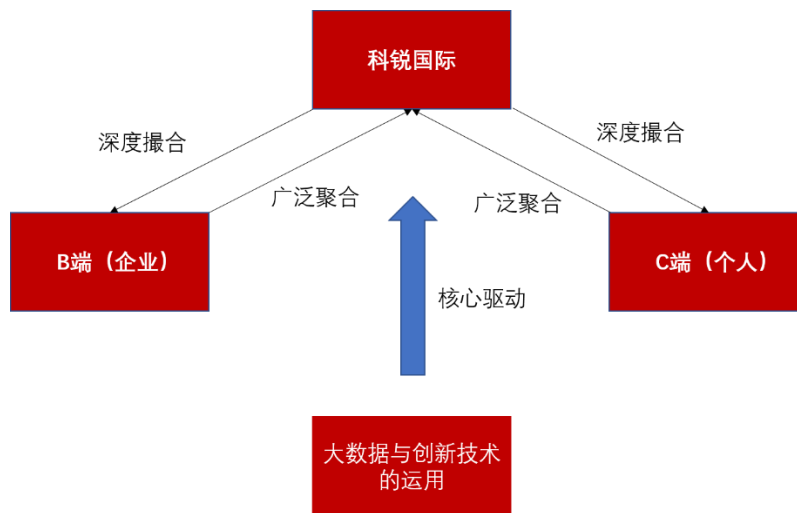 科锐国际
深度撮合
深度撮合
广泛聚合
广泛聚合
B端（企业）
C端（个人）
核心驱动
大数据与创新技术
的运用